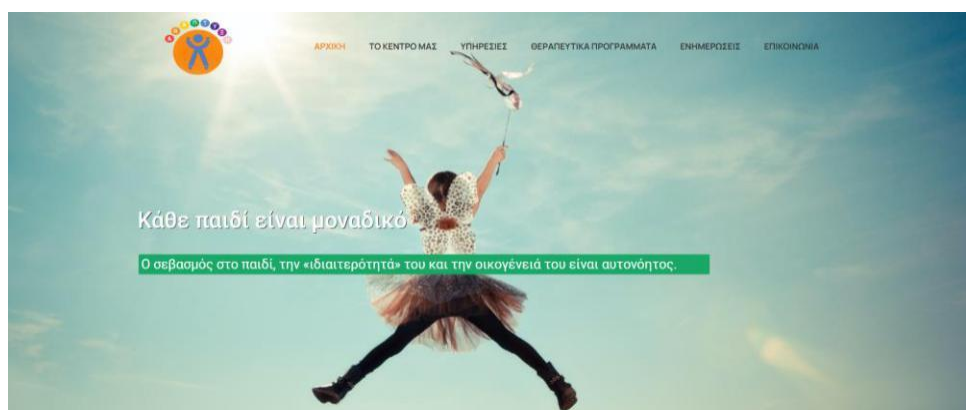 ΑΝΑΠΤΥΞΗ
ΑΡΧΙΚΗ ΤΟ ΚΕΝΤΡΟ ΜΑΣ ΥΠΗΡΕΣΙΕΣ ΘΕΡΑΠΕΥΤΙΚΑ ΠΡΟΓΡΑΜΜΑΤΑ ΕΝΗΜΕΡΩΣΕΙΣ ΕΠΙΚΟΙΝΩΝΙΑ
Κάθε παιδί είναι μοναδικό
Ο σεβασμός στο παιδί, την «ιδιαιτερότητά» του και την οικογένειά του είναι αυτονόητος.